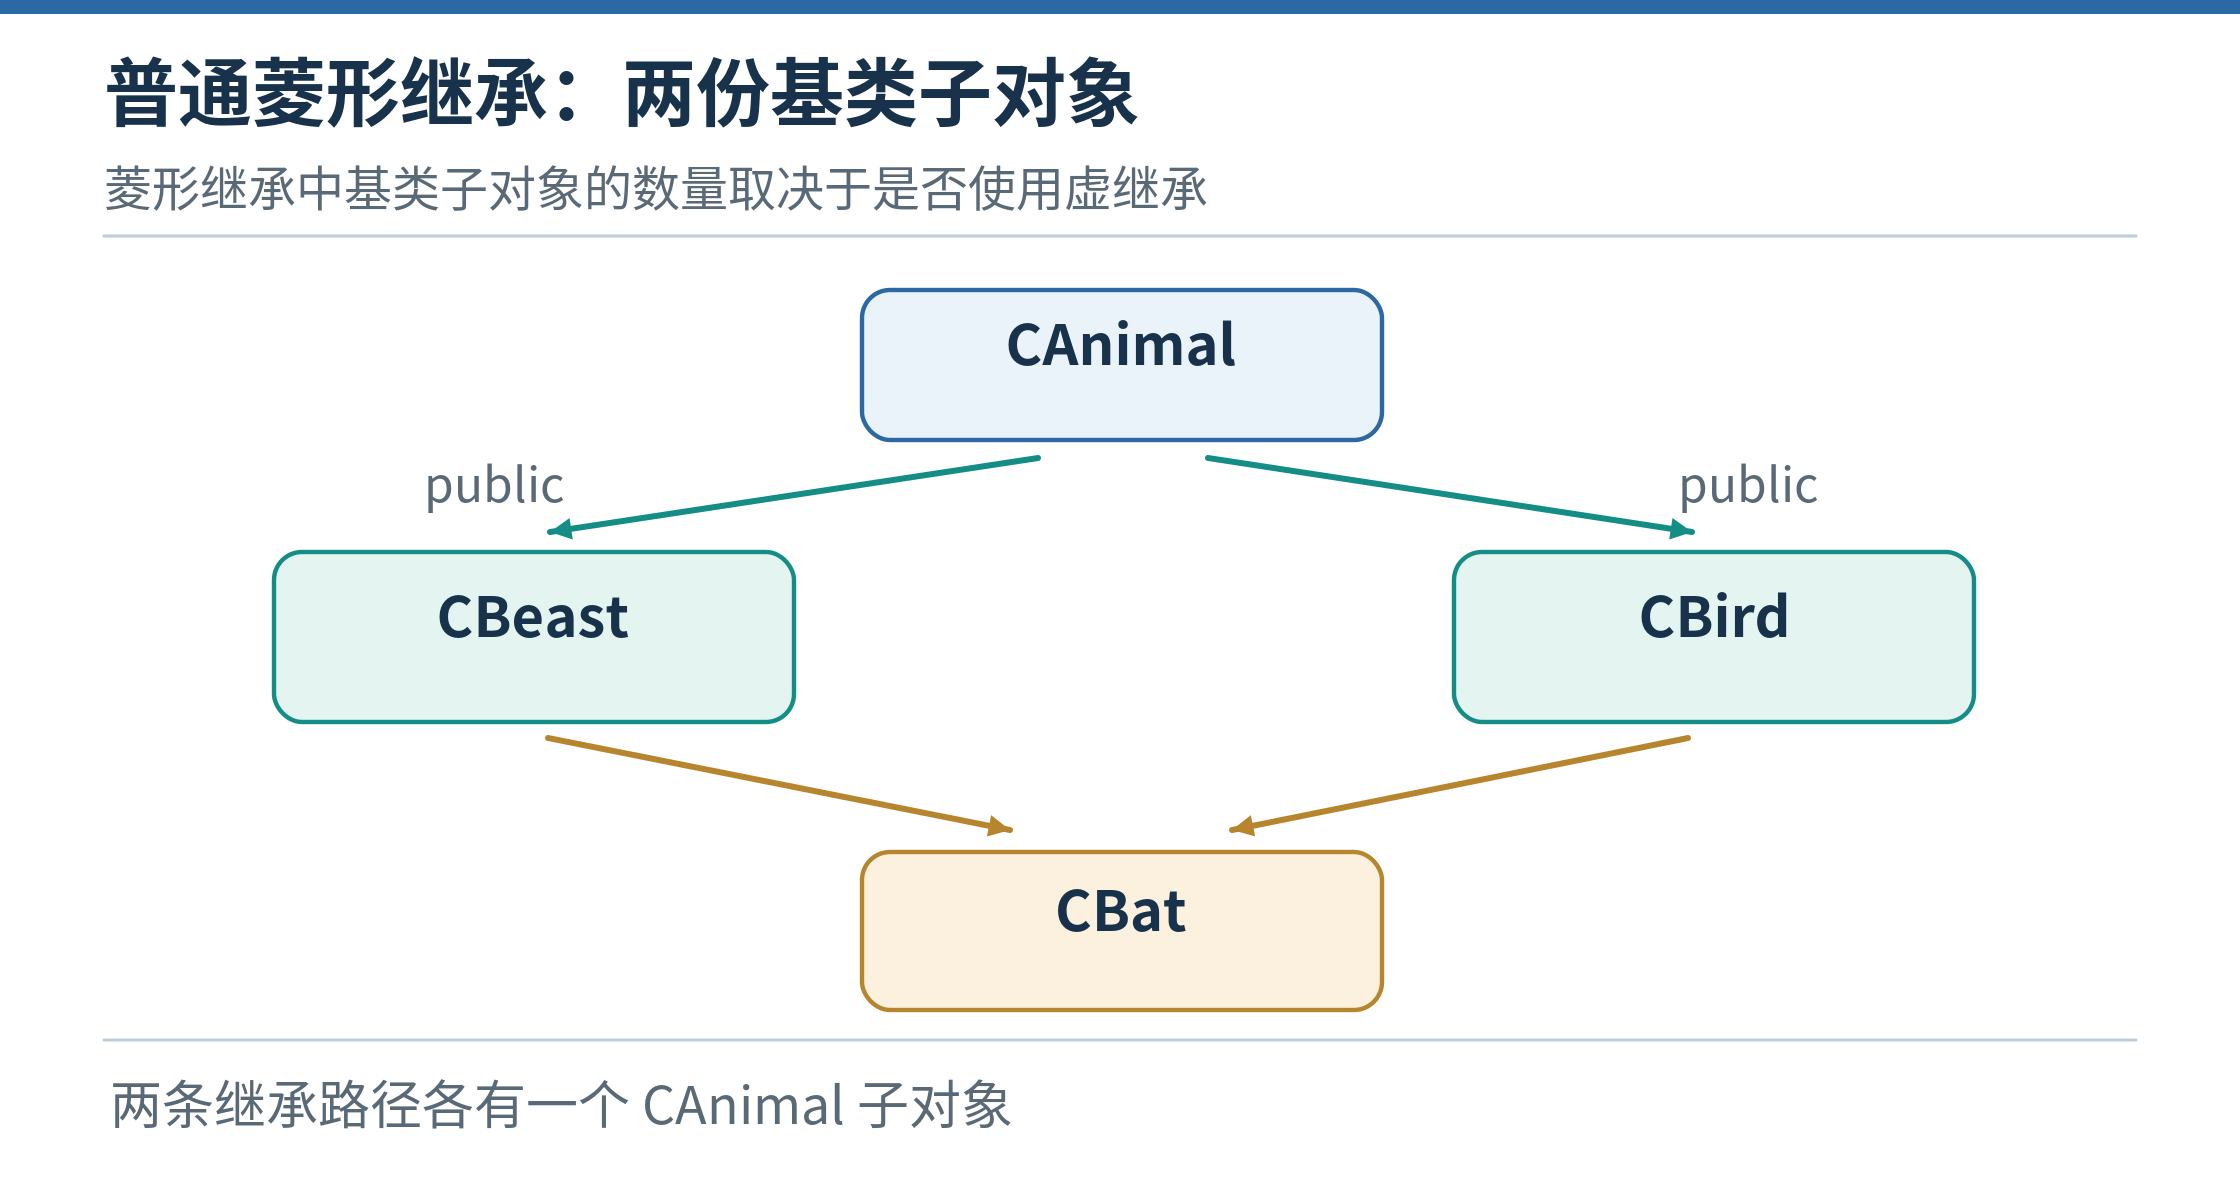 普通菱形继承：两份基类子对象
菱形继承中基类子对象的数量取决于是否使用虚继承
CAnimal
public
public
CBeast
CBird
CBat
两条继承路径各有一个 CAnimal 子对象